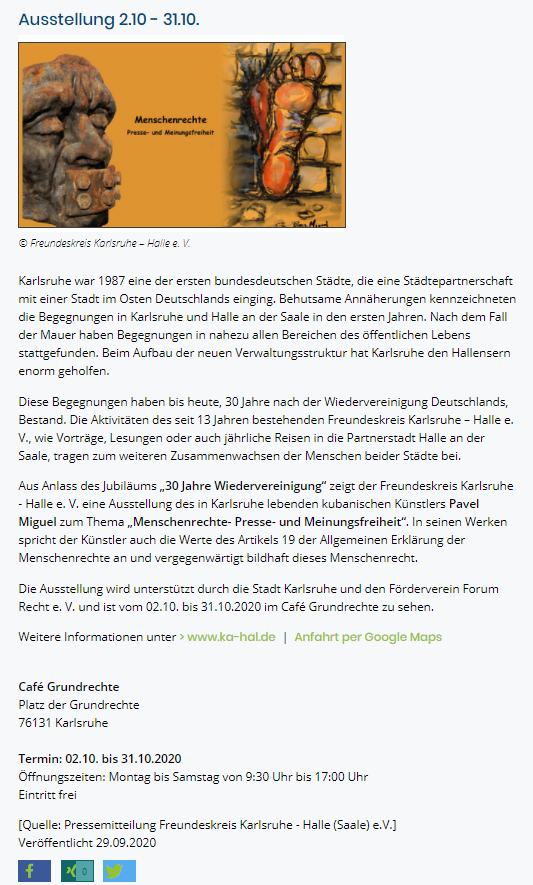 Ausstellung 2.10 - 31.10.
Menschenrechte
Presse- und Meinungsfreiheit
© Freundeskreis Karlsruhe – Halle e. V.
Karlsruhe war 1987 eine der ersten bundesdeutschen Städte, die eine Städtepartnerschaft
mit einer Stadt im Osten Deutschlands einging. Behutsame Annäherungen kennzeichneten
die Begegnungen in Karlsruhe und Halle an der Saale in den ersten Jahren. Nach dem Fall
der Mauer haben Begegnungen in nahezu allen Bereichen des öffentlichen Lebens
stattgefunden. Beim Aufbau der neuen Verwaltungsstruktur hat Karlsruhe den Hallensern
enorm geholfen.
Diese Begegnungen haben bis heute, 30 Jahre nach der Wiedervereinigung Deutschlands,
Bestand. Die Aktivitäten des seit 13 Jahren bestehenden Freundeskreis Karlsruhe – Halle e.
V., wie Vorträge, Lesungen oder auch jährliche Reisen in die Partnerstadt Halle an der
Saale, tragen zum weiteren Zusammenwachsen der Menschen beider Städte bei.
Aus Anlass des Jubiläums „30 Jahre Wiedervereinigung“ zeigt der Freundeskreis Karlsruhe
- Halle e. V. eine Ausstellung des in Karlsruhe lebenden kubanischen Künstlers Pavel
Miguel zum Thema „Menschenrechte- Presse- und Meinungsfreiheit“. In seinen Werken
spricht der Künstler auch die Werte des Artikels 19 der Allgemeinen Erklärung der
Menschenrechte an und vergegenwärtigt bildhaft dieses Menschenrecht.
Die Ausstellung wird unterstützt durch die Stadt Karlsruhe und den Förderverein Forum
Recht e. V. und ist vom 02.10. bis 31.10.2020 im Café Grundrechte zu sehen.
Weitere Informationen unter > www.ka-hal.de | Anfahrt per Google Maps
Café Grundrechte
Platz der Grundrechte
76131 Karlsruhe
Termin: 02.10. bis 31.10.2020
Öffnungszeiten: Montag bis Samstag von 9:30 Uhr bis 17:00 Uhr
Eintritt frei
[Quelle: Pressemitteilung Freundeskreis Karlsruhe - Halle (Saale) e.V.]
Veröffentlicht 29.09.2020
0